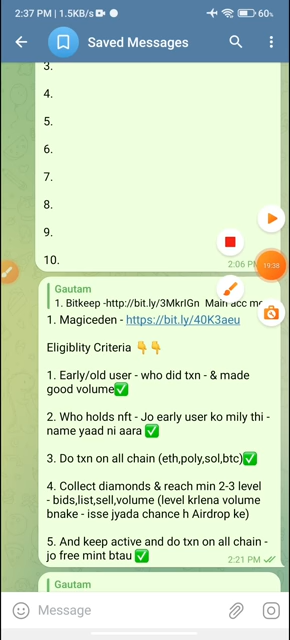 2:37 PM | 1.5KB/s
60%
Saved Messages
3.
4.
5.
6.
7.
8.
9.
10.
2:06 PM
19:38
Gautam
1. Bitkeep -http://bit.ly/3MkrIGn Main acc me
1. Magiceden - https://bit.ly/40K3aeu
Eligiblity Criteria 👇👇
1. Early/old user - who did txn - & made
good volume✅
2. Who holds nft - Jo early user ko mily thi -
name yaad ni aara ✅
3. Do txn on all chain (eth,poly,sol,btc)✅
4. Collect diamonds & reach min 2-3 level
- bids,list,sell,volume (level krlena volume
bnake - isse jyada chance h Airdrop ke)
5. And keep active and do txn on all chain -
jo free mint btau ✅
2:21 PM
Gautam
Message